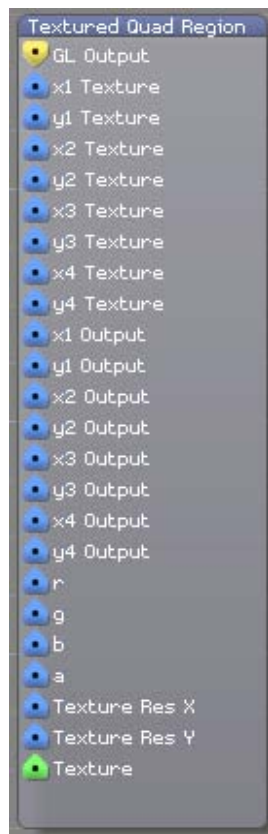 Textured Quad Region
GL Output
x1 Texture
y1 Texture
x2 Texture
y2 Texture
x3 Texture
y3 Texture
x4 Texture
y4 Texture
x1 Output
y1 Output
x2 Output
y2 Output
x3 Output
y3 Output
x4 Output
y4 Output
r
g
b
a
Texture Res X
Texture Res Y
Texture